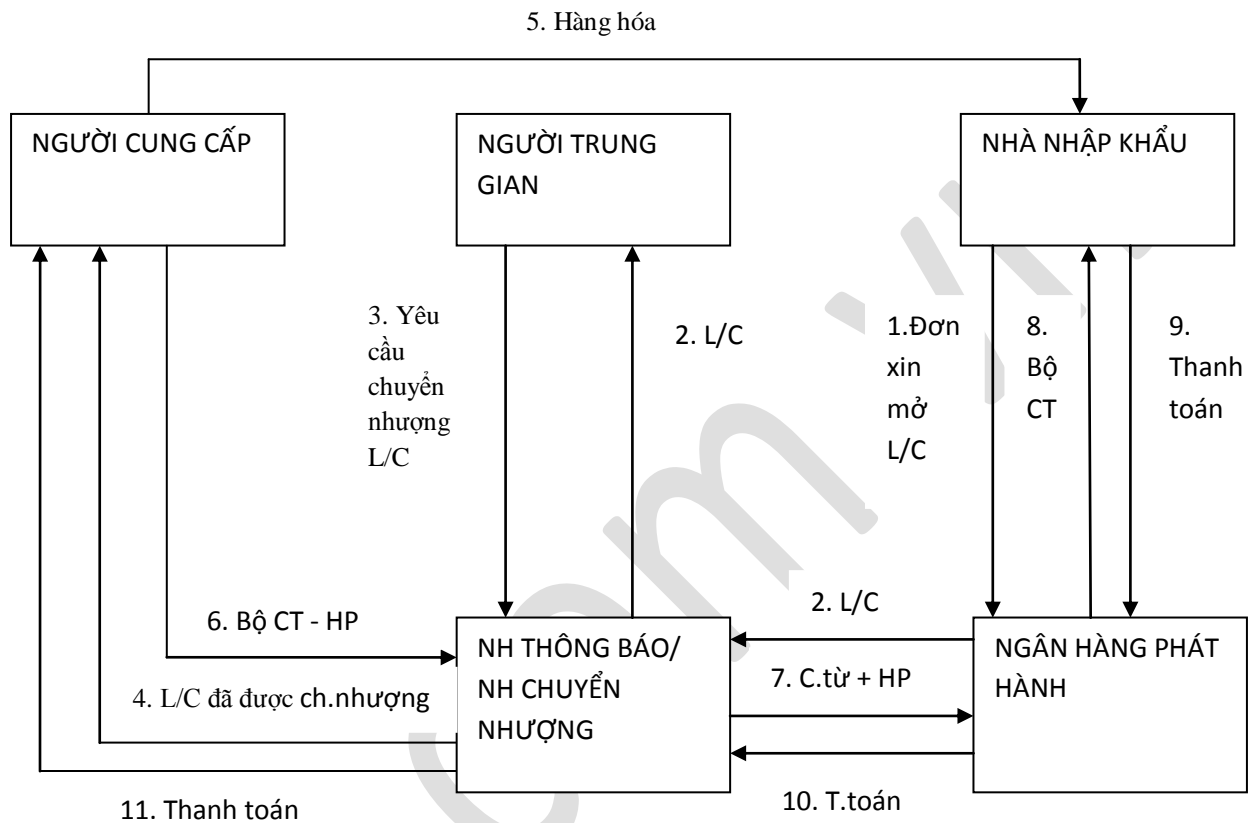 5. Hàng hóa
NGƯỜI CUNG CẤP
NGƯỜI TRUNG
GIAN
NHÀ NHẬP KHẨU
3. Yêu
cầu
chuyển
nhượng
L/C
2. L/C
1.Đơn
xin
mở
L/C
8.
Bộ
CT
9.
Thanh
toán
6. Bộ CT - HP
4. L/C đã được ch.nhượng
NH THÔNG BÁO/
NH CHUYỂN
NHƯỢNG
2. L/C
7. C.từ + HP
10. T.toán
NGÂN HÀNG PHÁT
HÀNH
11. Thanh toán